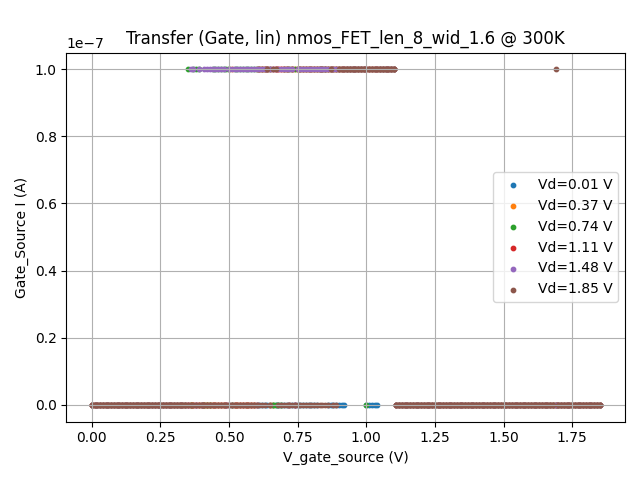 Transfer (Gate, lin) nmos_FET_len_8_wid_1.6 @ 300K
1e−7
1.0
0.8
0.6
0.4
0.2
0.0
Gate_Source I (A)
Vd=0.01 V
Vd=0.37 V
Vd=0.74 V
Vd=1.11 V
Vd=1.48 V
Vd=1.85 V
0.00 0.25 0.50 0.75 1.00 1.25 1.50 1.75
V_gate_source (V)